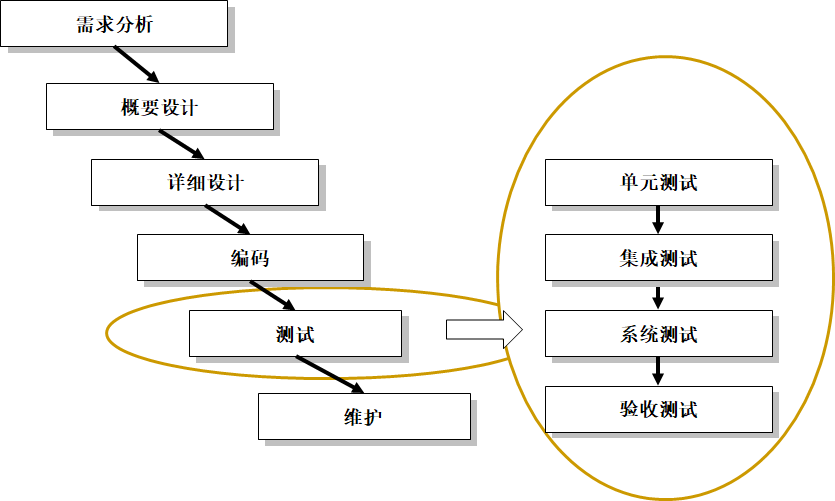 需求分析
概要设计
详细设计
编码
测试
维护
单元测试
集成测试
系统测试
验收测试